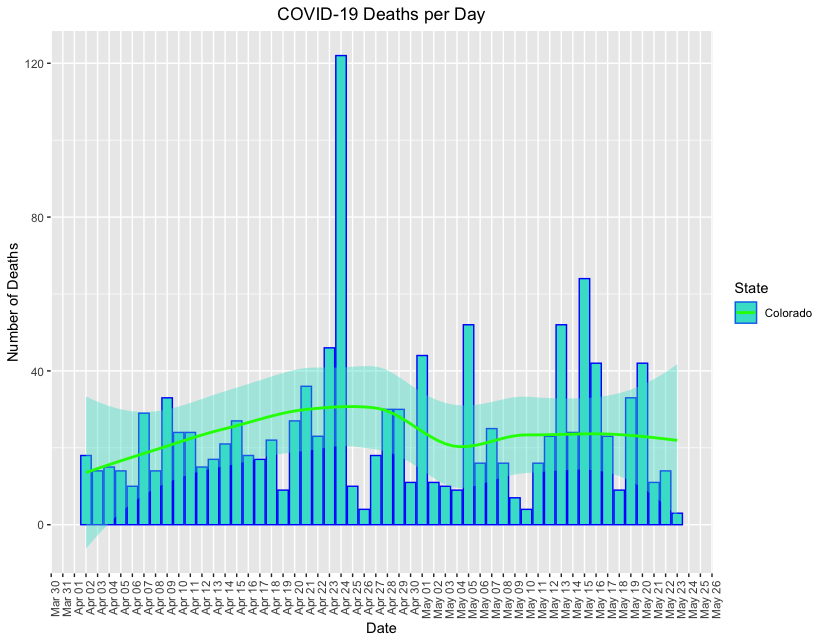 COVID-19 Deaths per Day
120
80
40
0
Number of Deaths
Mar 30
Mar 31
Apr 01
Apr 02
Apr 03
Apr 04
Apr 05
Apr 06
Apr 07
Apr 08
Apr 09
Apr 10
Apr 11
Apr 12
Apr 13
Apr 14
Apr 15
Apr 16
Apr 17
Apr 18
Apr 19
Apr 20
Apr 21
Apr 22
Apr 23
Apr 24
Apr 25
Apr 26
Apr 27
Apr 28
Apr 29
Apr 30
May 01
May 02
May 03
May 04
May 05
May 06
May 07
May 08
May 09
May 10
May 11
May 12
May 13
May 14
May 15
May 16
May 17
May 18
May 19
May 20
May 21
May 22
May 23
May 24
May 25
May 26
Date
State
Colorado